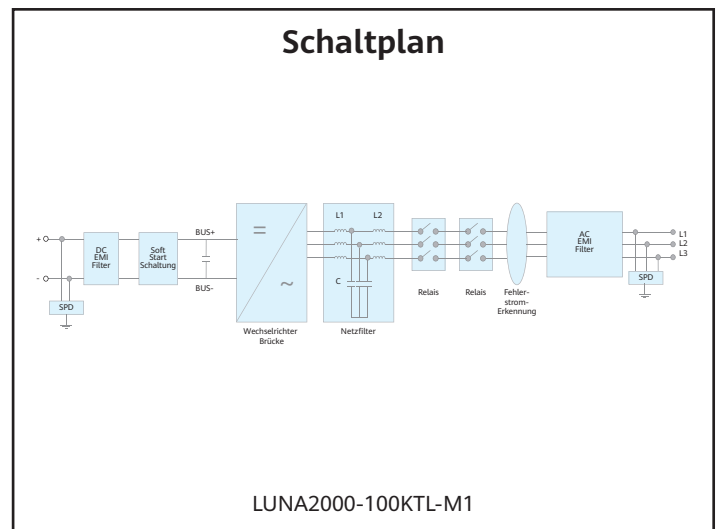 Schaltplan
+
-
SPD
DC
EMI
Filter
Soft
Start
Schaltung
BUS+
BUS-
=
~
Wechselrichter
Brücke
L1 L2
C
Netzfilter
Relais
Relais
Fehler-
strom-
Erkennung
AC
EMI
Filter
L1
L2
L3
SPD
LUNA2000-100KTL-M1